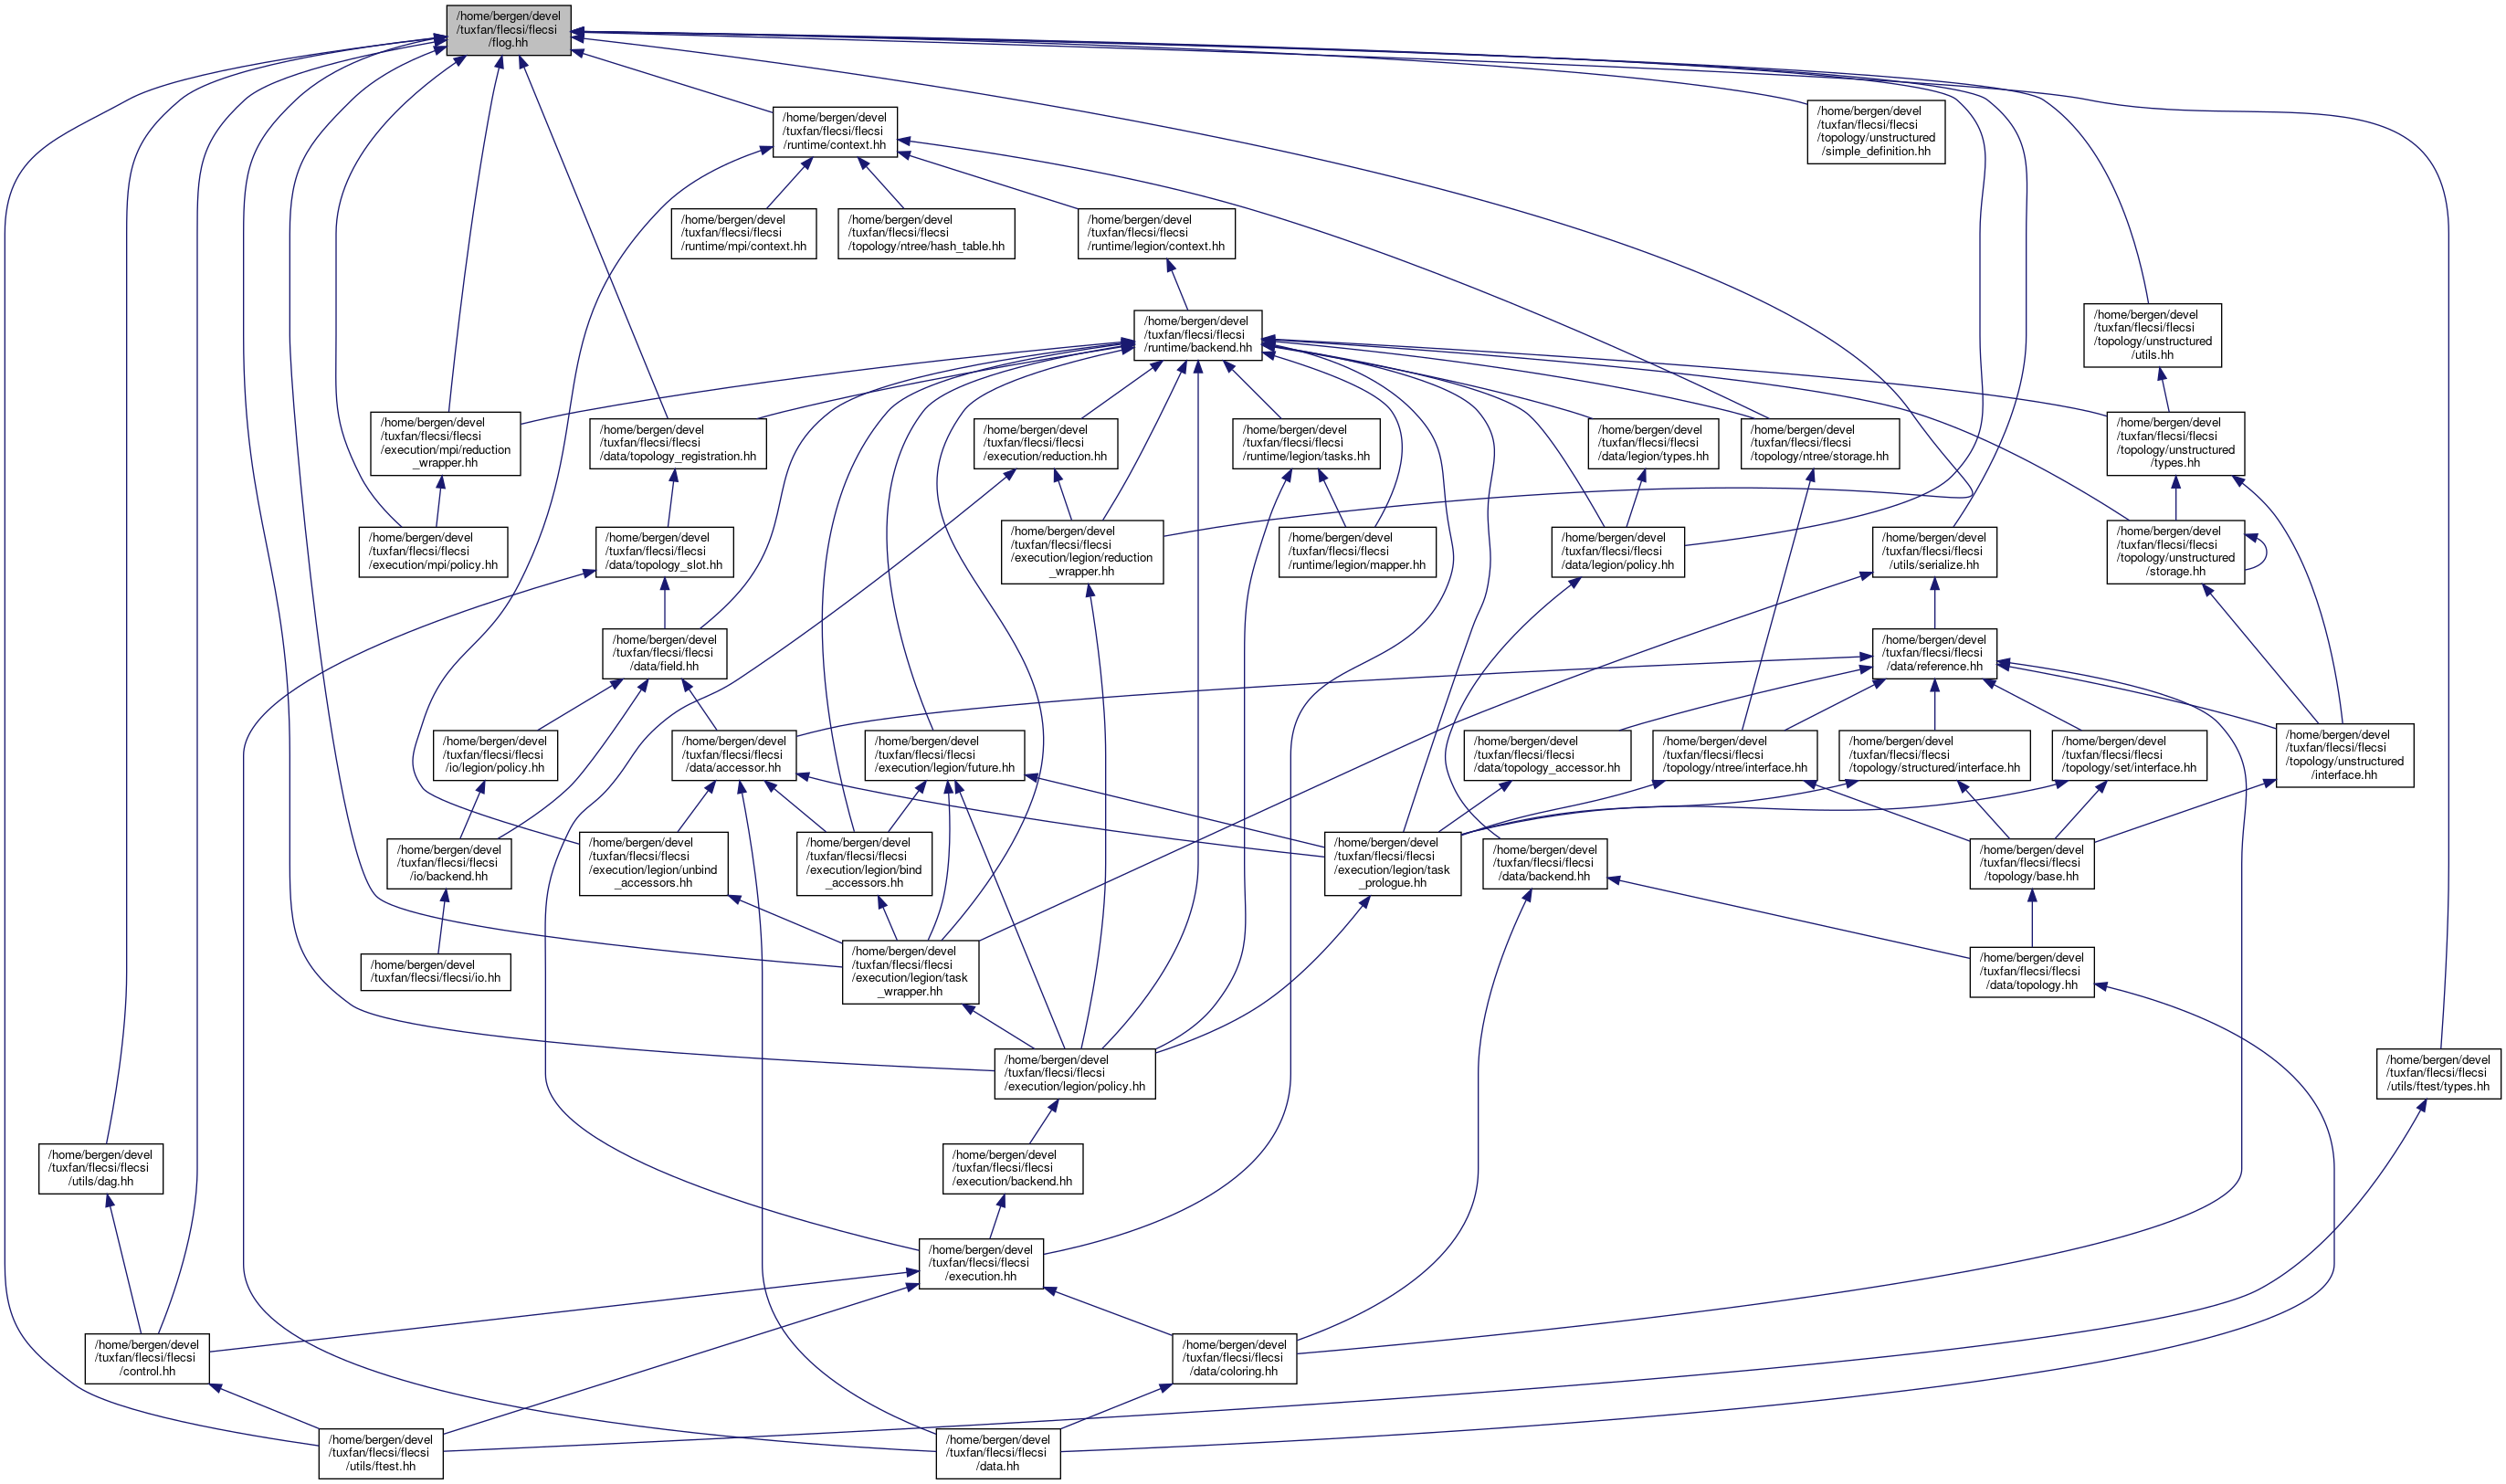 /home/bergen/devel
/tuxfan/flecsi/flecsi
/flog.hh
/home/bergen/devel
/tuxfan/flecsi/flecsi
/runtime/context.hh
/home/bergen/devel
/tuxfan/flecsi/flecsi
/topology/unstructured
/simple_definition.hh
/home/bergen/devel
/tuxfan/flecsi/flecsi
/runtime/mpi/context.hh
/home/bergen/devel
/tuxfan/flecsi/flecsi
/topology/ntree/hash_table.hh
/home/bergen/devel
/tuxfan/flecsi/flecsi
/runtime/legion/context.hh
/home/bergen/devel
/tuxfan/flecsi/flecsi
/runtime/backend.hh
/home/bergen/devel
/tuxfan/flecsi/flecsi
/topology/unstructured
/utils.hh
/home/bergen/devel
/tuxfan/flecsi/flecsi
/execution/mpi/reduction
_wrapper.hh
/home/bergen/devel
/tuxfan/flecsi/flecsi
/data/topology_registration.hh
/home/bergen/devel
/tuxfan/flecsi/flecsi
/execution/reduction.hh
/home/bergen/devel
/tuxfan/flecsi/flecsi
/runtime/legion/tasks.hh
/home/bergen/devel
/tuxfan/flecsi/flecsi
/data/legion/types.hh
/home/bergen/devel
/tuxfan/flecsi/flecsi
/topology/ntree/storage.hh
/home/bergen/devel
/tuxfan/flecsi/flecsi
/topology/unstructured
/types.hh
/home/bergen/devel
/tuxfan/flecsi/flecsi
/execution/mpi/policy.hh
/home/bergen/devel
/tuxfan/flecsi/flecsi
/data/topology_slot.hh
/home/bergen/devel
/tuxfan/flecsi/flecsi
/execution/legion/reduction
_wrapper.hh
/home/bergen/devel
/tuxfan/flecsi/flecsi
/runtime/legion/mapper.hh
/home/bergen/devel
/tuxfan/flecsi/flecsi
/data/legion/policy.hh
/home/bergen/devel
/tuxfan/flecsi/flecsi
/utils/serialize.hh
/home/bergen/devel
/tuxfan/flecsi/flecsi
/topology/unstructured
/storage.hh
/home/bergen/devel
/tuxfan/flecsi/flecsi
/data/field.hh
/home/bergen/devel
/tuxfan/flecsi/flecsi
/data/reference.hh
/home/bergen/devel
/tuxfan/flecsi/flecsi
/io/legion/policy.hh
/home/bergen/devel
/tuxfan/flecsi/flecsi
/data/accessor.hh
/home/bergen/devel
/tuxfan/flecsi/flecsi
/execution/legion/future.hh
/home/bergen/devel
/tuxfan/flecsi/flecsi
/data/topology_accessor.hh
/home/bergen/devel
/tuxfan/flecsi/flecsi
/topology/ntree/interface.hh
/home/bergen/devel
/tuxfan/flecsi/flecsi
/topology/structured/interface.hh
/home/bergen/devel
/tuxfan/flecsi/flecsi
/topology/set/interface.hh
/home/bergen/devel
/tuxfan/flecsi/flecsi
/topology/unstructured
/interface.hh
/home/bergen/devel
/tuxfan/flecsi/flecsi
/io/backend.hh
/home/bergen/devel
/tuxfan/flecsi/flecsi
/execution/legion/unbind
_accessors.hh
/home/bergen/devel
/tuxfan/flecsi/flecsi
/execution/legion/bind
_accessors.hh
/home/bergen/devel
/tuxfan/flecsi/flecsi
/execution/legion/task
_prologue.hh
/home/bergen/devel
/tuxfan/flecsi/flecsi
/data/backend.hh
/home/bergen/devel
/tuxfan/flecsi/flecsi
/topology/base.hh
/home/bergen/devel
/tuxfan/flecsi/flecsi/io.hh
/home/bergen/devel
/tuxfan/flecsi/flecsi
/execution/legion/task
_wrapper.hh
/home/bergen/devel
/tuxfan/flecsi/flecsi
/data/topology.hh
/home/bergen/devel
/tuxfan/flecsi/flecsi
/execution/legion/policy.hh
/home/bergen/devel
/tuxfan/flecsi/flecsi
/utils/ftest/types.hh
/home/bergen/devel
/tuxfan/flecsi/flecsi
/utils/dag.hh
/home/bergen/devel
/tuxfan/flecsi/flecsi
/execution/backend.hh
/home/bergen/devel
/tuxfan/flecsi/flecsi
/execution.hh
/home/bergen/devel
/tuxfan/flecsi/flecsi
/control.hh
/home/bergen/devel
/tuxfan/flecsi/flecsi
/data/coloring.hh
/home/bergen/devel
/tuxfan/flecsi/flecsi
/utils/ftest.hh
/home/bergen/devel
/tuxfan/flecsi/flecsi
/data.hh